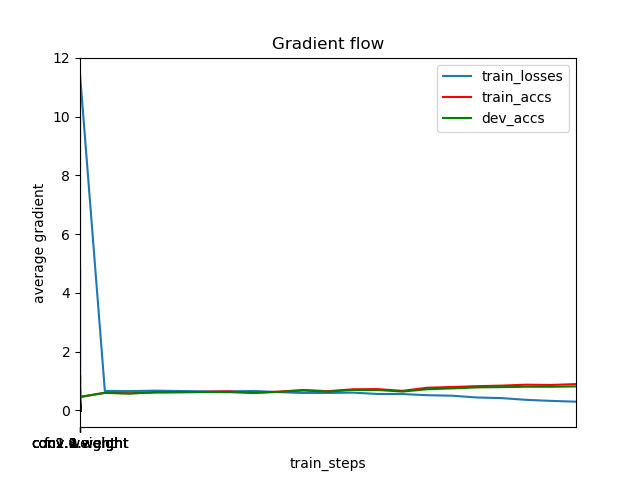 Gradient flow
12
10
8
6
4
2
0
average gradient
train_losses
train_accs
dev_accs
train_steps